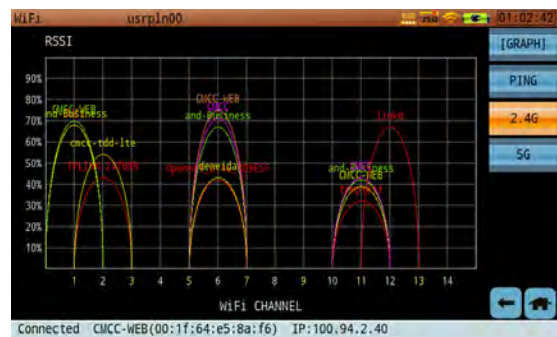 WiFi usrpln00 01:02:42
RSSI
[GRAPH]
PING
2.4G
5G
90%
80%
70%
60%
50%
40%
30%
20%
10%
CMCC-WEB
and-Business
cmcc-tdd-lte
CMCC-WEB
CMCC
and-Business
deweidai
linkd
and-Business
CMCC-WEB
1 2 3 4 5 6 7 8 9 10 11 12 13 14
WiFi CHANNEL
Connected CMCC-WEB(00:1f:64:e5:8a:f6) IP:100.94.2.40